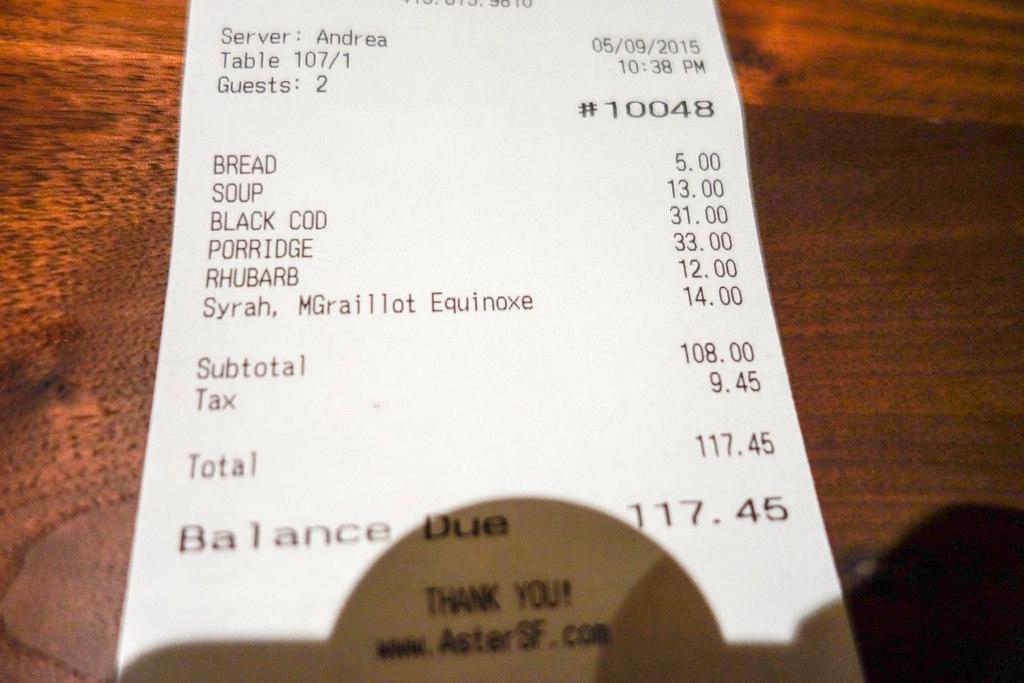 Server: Andrea 05/09/2015
Table 107/1 10:38 PM
Guests: 2
#10048
BREAD 5.00
SOUP 13.00
BLACK COD 31.00
PORRIDGE 33.00
RHUBARB 12.00
Syrah, MGraillot Equinoxe 14.00
Subtotal 108.00
Tax 9.45
Total 117.45
Balance Due 117.45
THANK YOU!
www.AsterSF.com